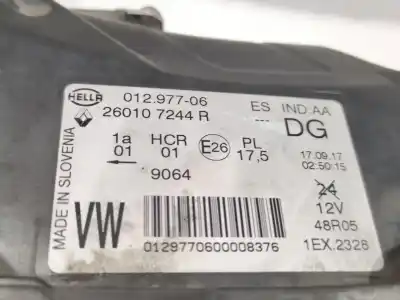 HELLA 012.977-06 ES IND:AA
26010 7244 R --- DG
MADE IN SLOVENIA
1a HCR E26 PL 17.09.17
01 01 17,5 02:50:15
9064 24
12V
VW 48R05
0129770600008376 1EX.2328